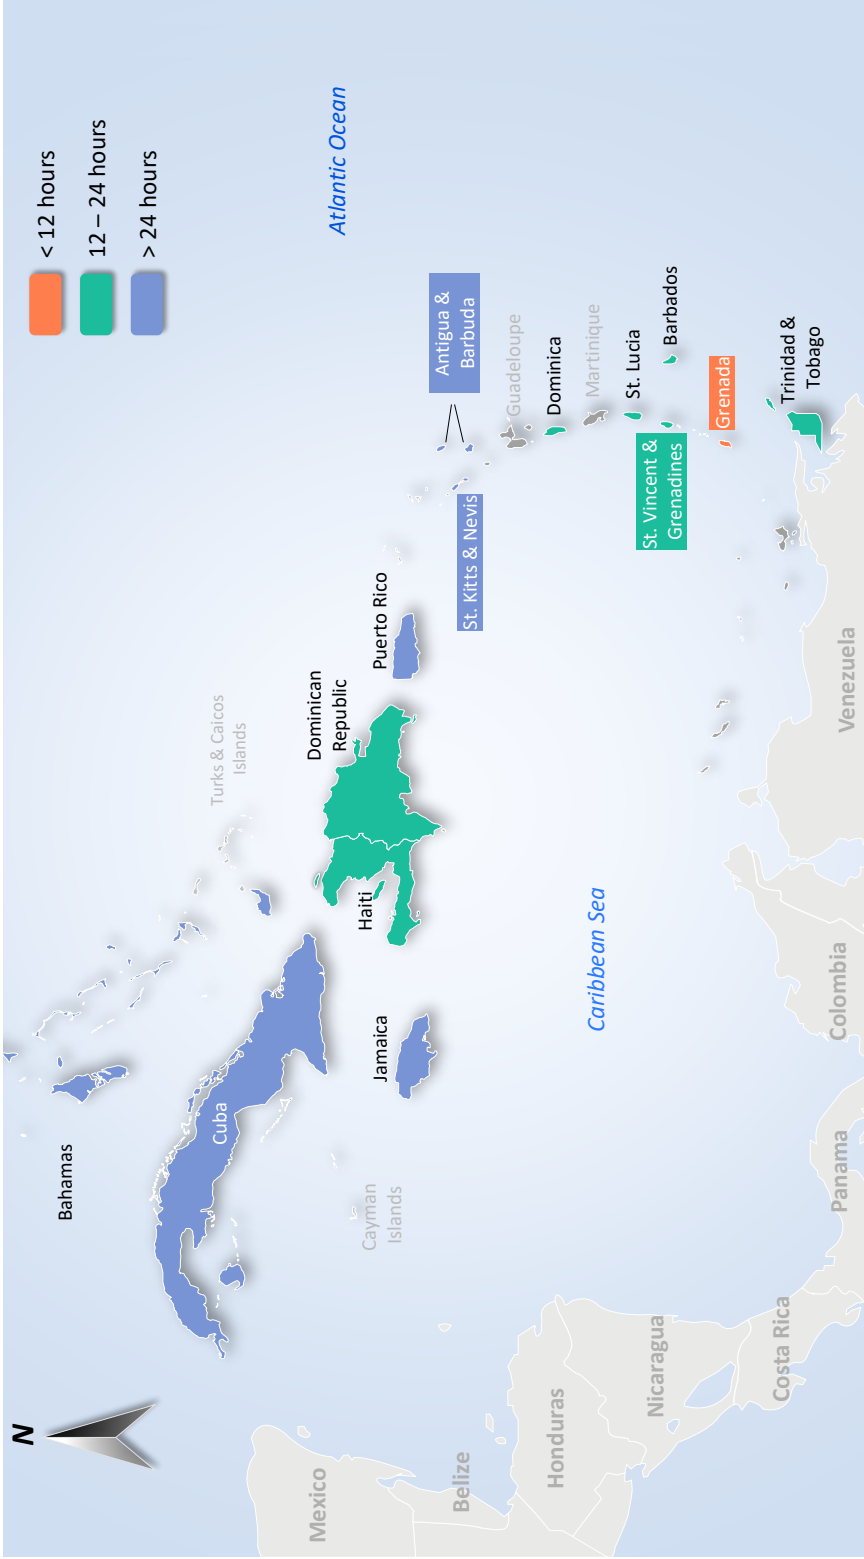 N
< 12 hours
12 – 24 hours
> 24 hours
Atlantic Ocean
Bahamas
Cuba
Turks & Caicos
Islands
Cayman
Islands
Jamaica
Haiti
Dominican
Republic
Puerto Rico
Antigua &
Barbuda
St. Kitts & Nevis
Guadeloupe
Dominica
Martinique
St. Lucia
Barbados
St. Vincent &
Grenadines
Grenada
Trinidad &
Tobago
Caribbean Sea
Mexico
Belize
Honduras
Nicaragua
Costa Rica
Panama
Colombia
Venezuela